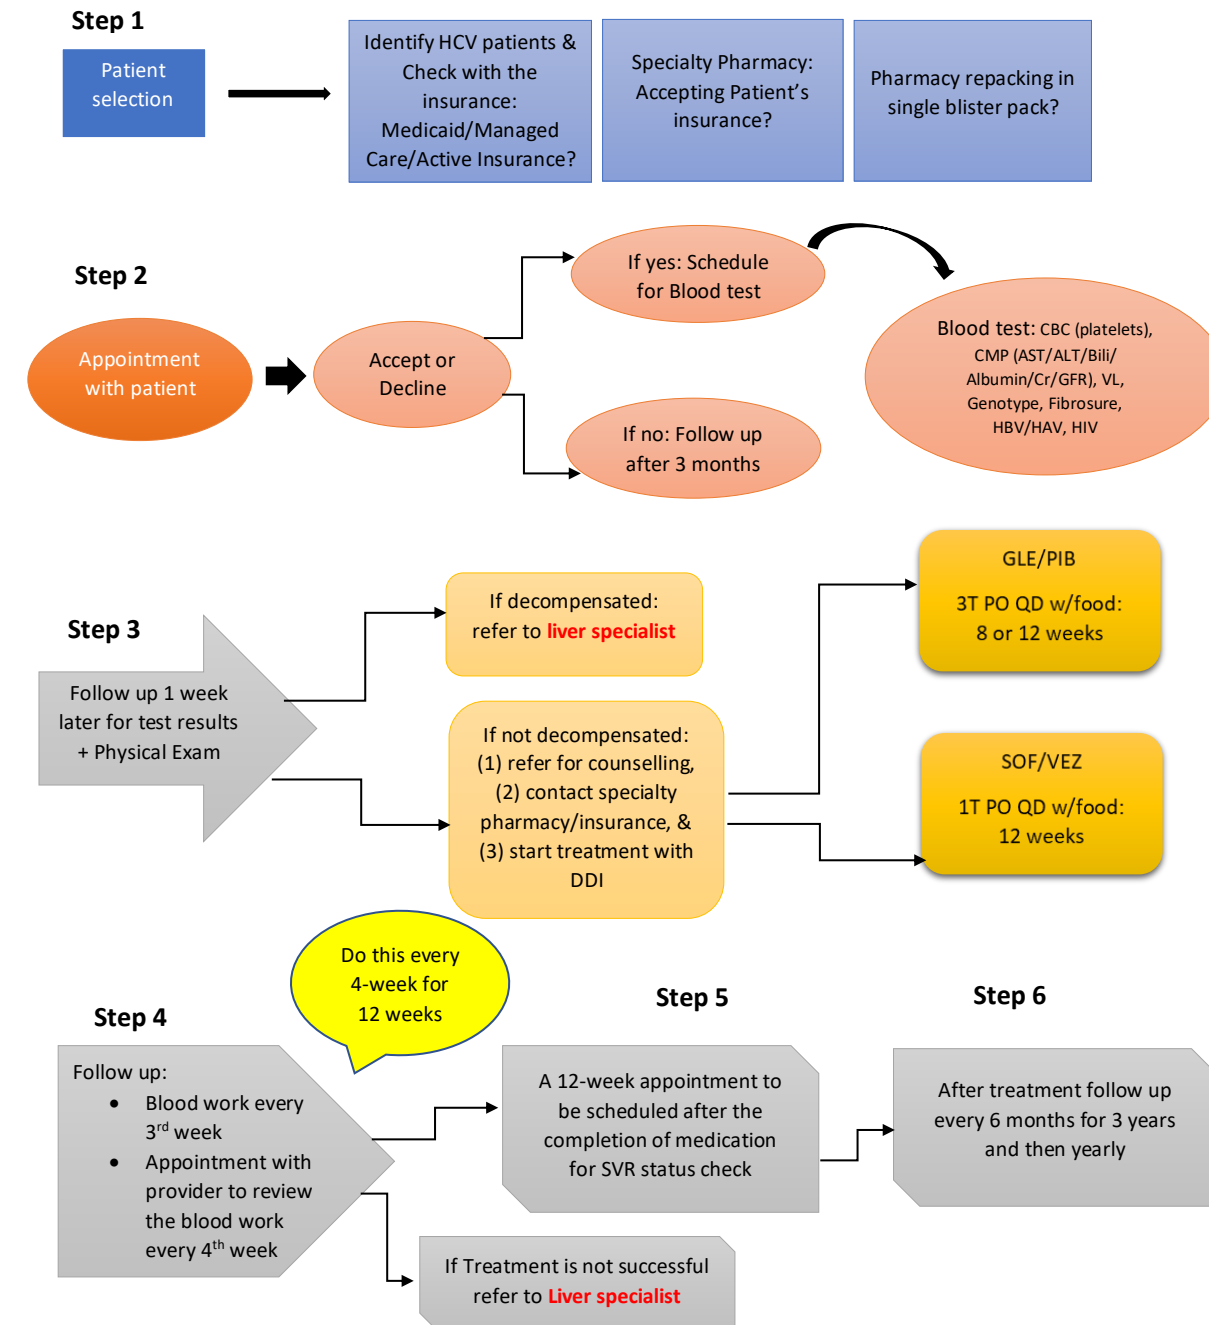 Step 1
Patient
selection
Identify HCV patients &
Check with the
insurance:
Medicaid/Managed
Care/Active Insurance?
Specialty Pharmacy:
Accepting Patient's
insurance?
Pharmacy repacking in
single blister pack?
Step 2
Appointment
with patient
Accept or
Decline
If yes: Schedule
for Blood test
If no: Follow up
after 3 months
Blood test: CBC (platelets),
CMP (AST/ALT/Bili/
Albumin/Cr/GFR), VL,
Genotype, Fibrosure,
HBV/HAV, HIV
Step 3
Follow up 1 week
later for test results
+ Physical Exam
If decompensated:
refer to liver specialist
If not decompensated:
(1) refer for counselling,
(2) contact specialty
pharmacy/insurance, &
(3) start treatment with
DDI
GLE/PIB
3T PO QD w/food:
8 or 12 weeks
SOF/VEZ
1T PO QD w/food:
12 weeks
Do this every
4-week for
12 weeks
Step 4
Follow up:
• Blood work every
3rd week
• Appointment with
provider to review
the blood work
every 4th week
Step 5
A 12-week appointment to
be scheduled after the
completion of medication
for SVR status check
If Treatment is not successful
refer to Liver specialist
Step 6
After treatment follow up
every 6 months for 3 years
and then yearly